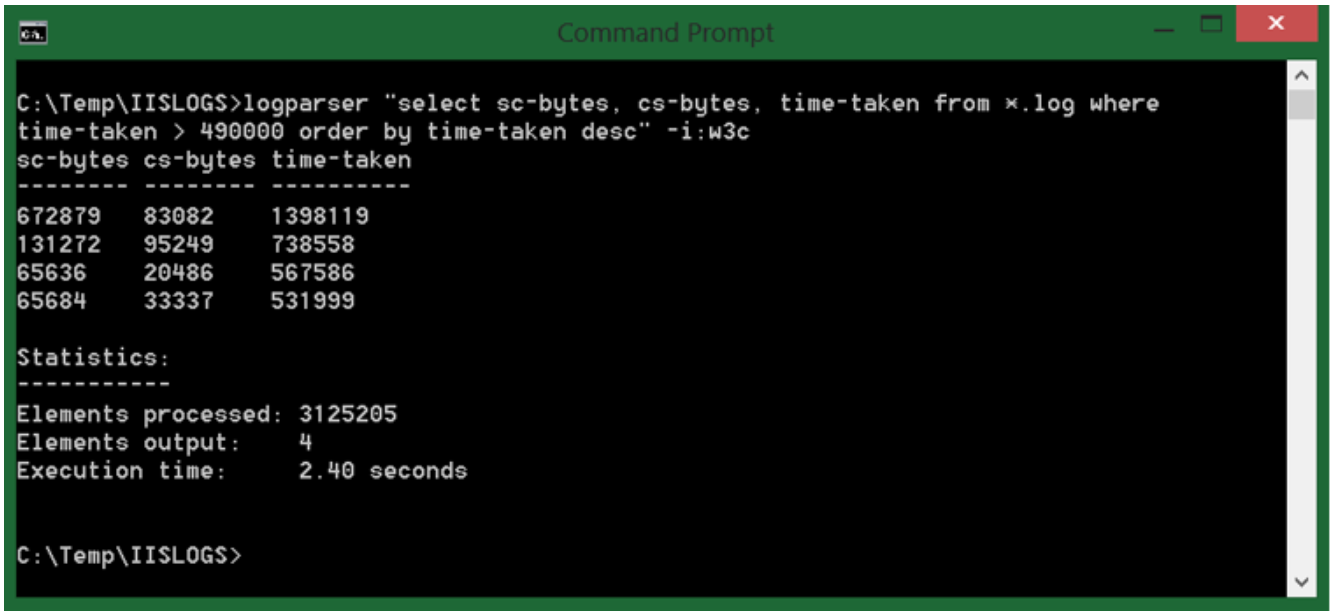 Command Prompt
C:\Temp\IISLOGS>logparser "select sc-bytes, cs-bytes, time-taken from *.log where
time-taken > 490000 order by time-taken desc" -i:w3c
sc-bytes cs-bytes time-taken
-------- -------- ----------
672879   83082    1398119
131272   95249    738558
65636    20486    567586
65684    33337    531999
Statistics:
-----------
Elements processed: 3125205
Elements output:    4
Execution time:     2.40 seconds
C:\Temp\IISLOGS>